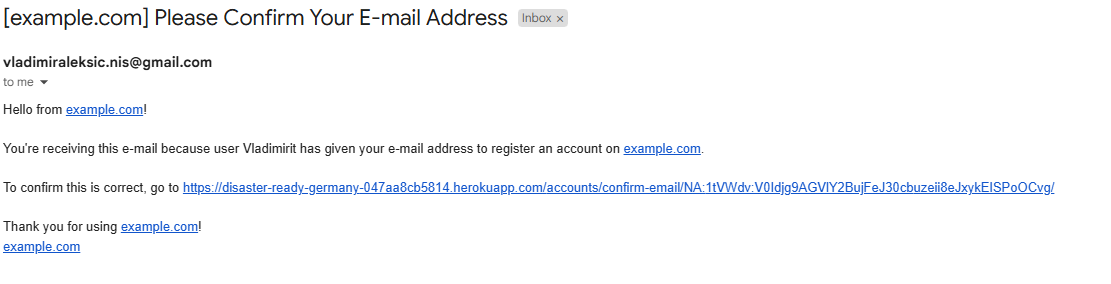 [example.com] Please Confirm Your E-mail Address Inbox ×
vladimiraleksic.nis@gmail.com
to me
Hello from example.com!
You're receiving this e-mail because user Vladimirit has given your e-mail address to register an account on example.com.
To confirm this is correct, go to https://disaster-ready-germany-047aa8cb5814.herokuapp.com/accounts/confirm-email/NA:1tVWdv:V0Idjg9AGVlY2BujFeJ30cbuzeii8eJxykEISPoOCvg/
Thank you for using example.com!
example.com